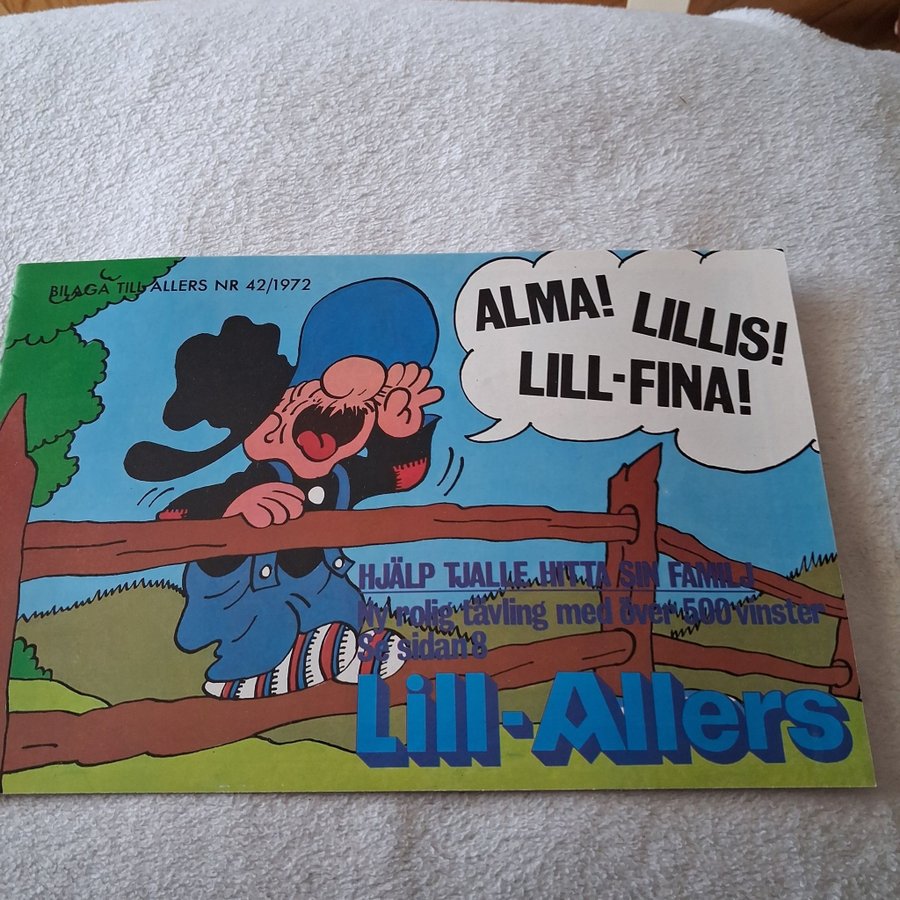 BILAGA TILL ALLERS NR 42/1972
ALMA! LILLIS!
LILL-FINA!
HJÄLP TJALLE HITTA SIN FAMILJ
Ny rolig tävling med över 500 vinster
Se sidan 8
Lill-Allers